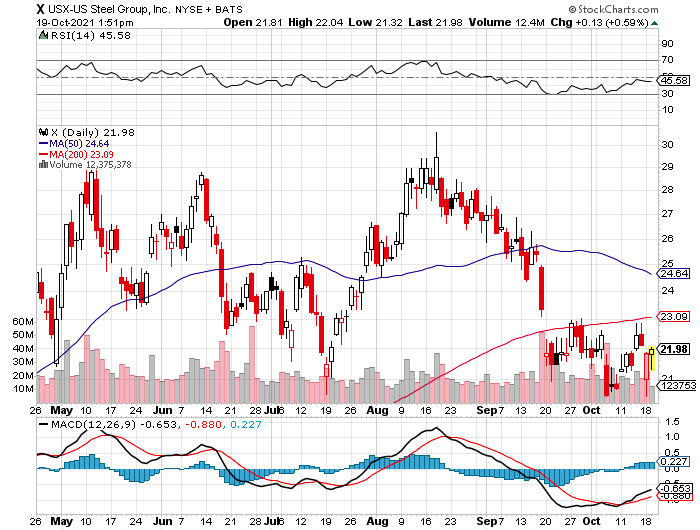 X USX-US Steel Group, Inc. NYSE + BATS © StockCharts.com
19-Oct-2021 1:51pm Open 21.81 High 22.04 Low 21.32 Last 21.98 Volume 12.4M Chg +0.13 (+0.59%)
RSI(14) 45.58
90
70
50
45.58
30
10
X (Daily) 21.98
MA(50) 24.64
MA(200) 23.09
Volume 12,375,378
30
29
28
27
26
25
24.64
24
23.09
21.98
21
123753
60M
50M
40M
30M
20M
10M
26 May 10 17 24 Jun 7 14 21 28 Jul 6 12 19 26 Aug 9 16 23 Sep 7 13 20 27 Oct 11 18
MACD(12,26,9) -0.653, -0.880, 0.227
1.0
0.5
0.0
-0.5
0.227
-0.653
-0.880
26 May 10 17 24 Jun 7 14 21 28 Jul 6 12 19 26 Aug 9 16 23 Sep 7 13 20 27 Oct 11 18